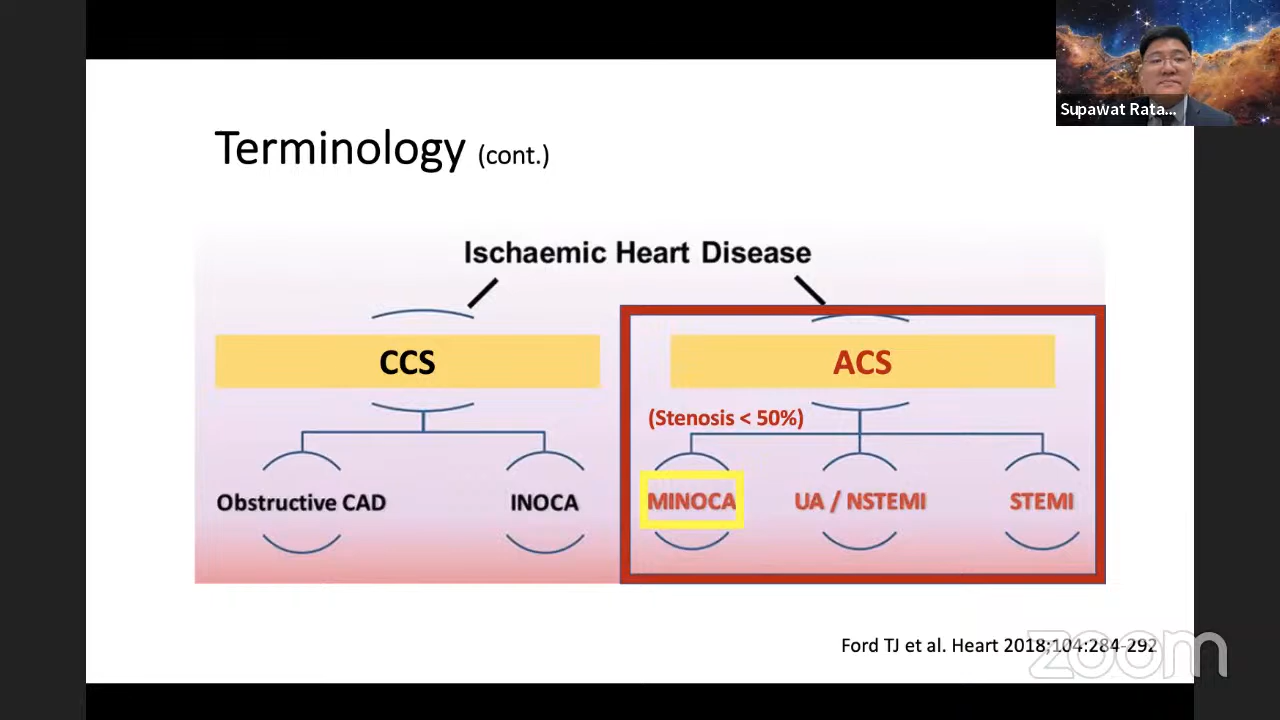 Supawat Rata...
Terminology (cont.)
Ischaemic Heart Disease
CCS
ACS
(Stenosis < 50%)
Obstructive CAD
INOCA
MINOCA
UA / NSTEMI
STEMI
Ford TJ et al. Heart 2018;104:284-292
zoom